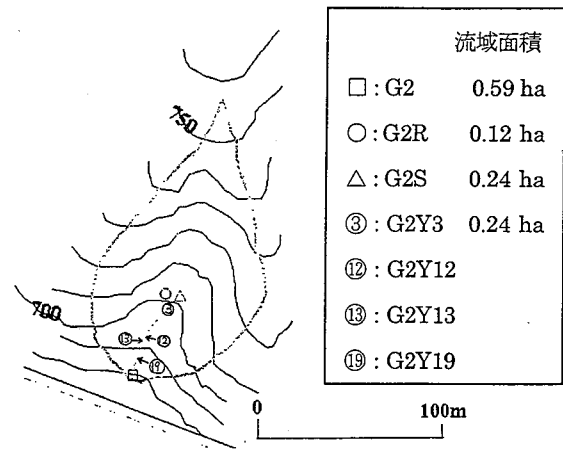 750
700
③
⑬
⑫
⑲
流域面積
□ : G2 0.59 ha
○ : G2R 0.12 ha
△ : G2S 0.24 ha
③ : G2Y3 0.24 ha
⑫ : G2Y12
⑬ : G2Y13
⑲ : G2Y19
0 100m